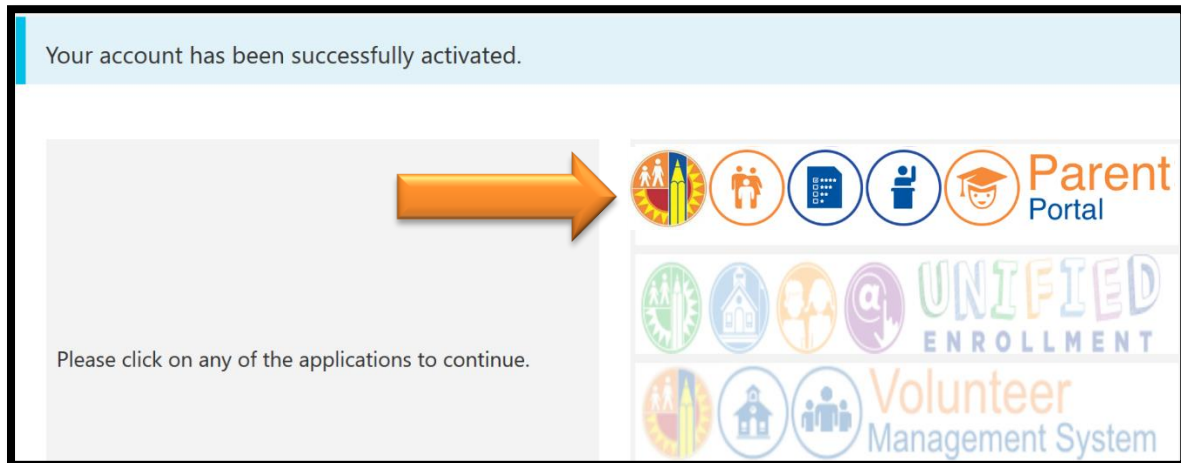 Your account has been successfully activated.
Parent
Portal
UNIFIED
ENROLLMENT
Please click on any of the applications to continue.
Volunteer
Management System